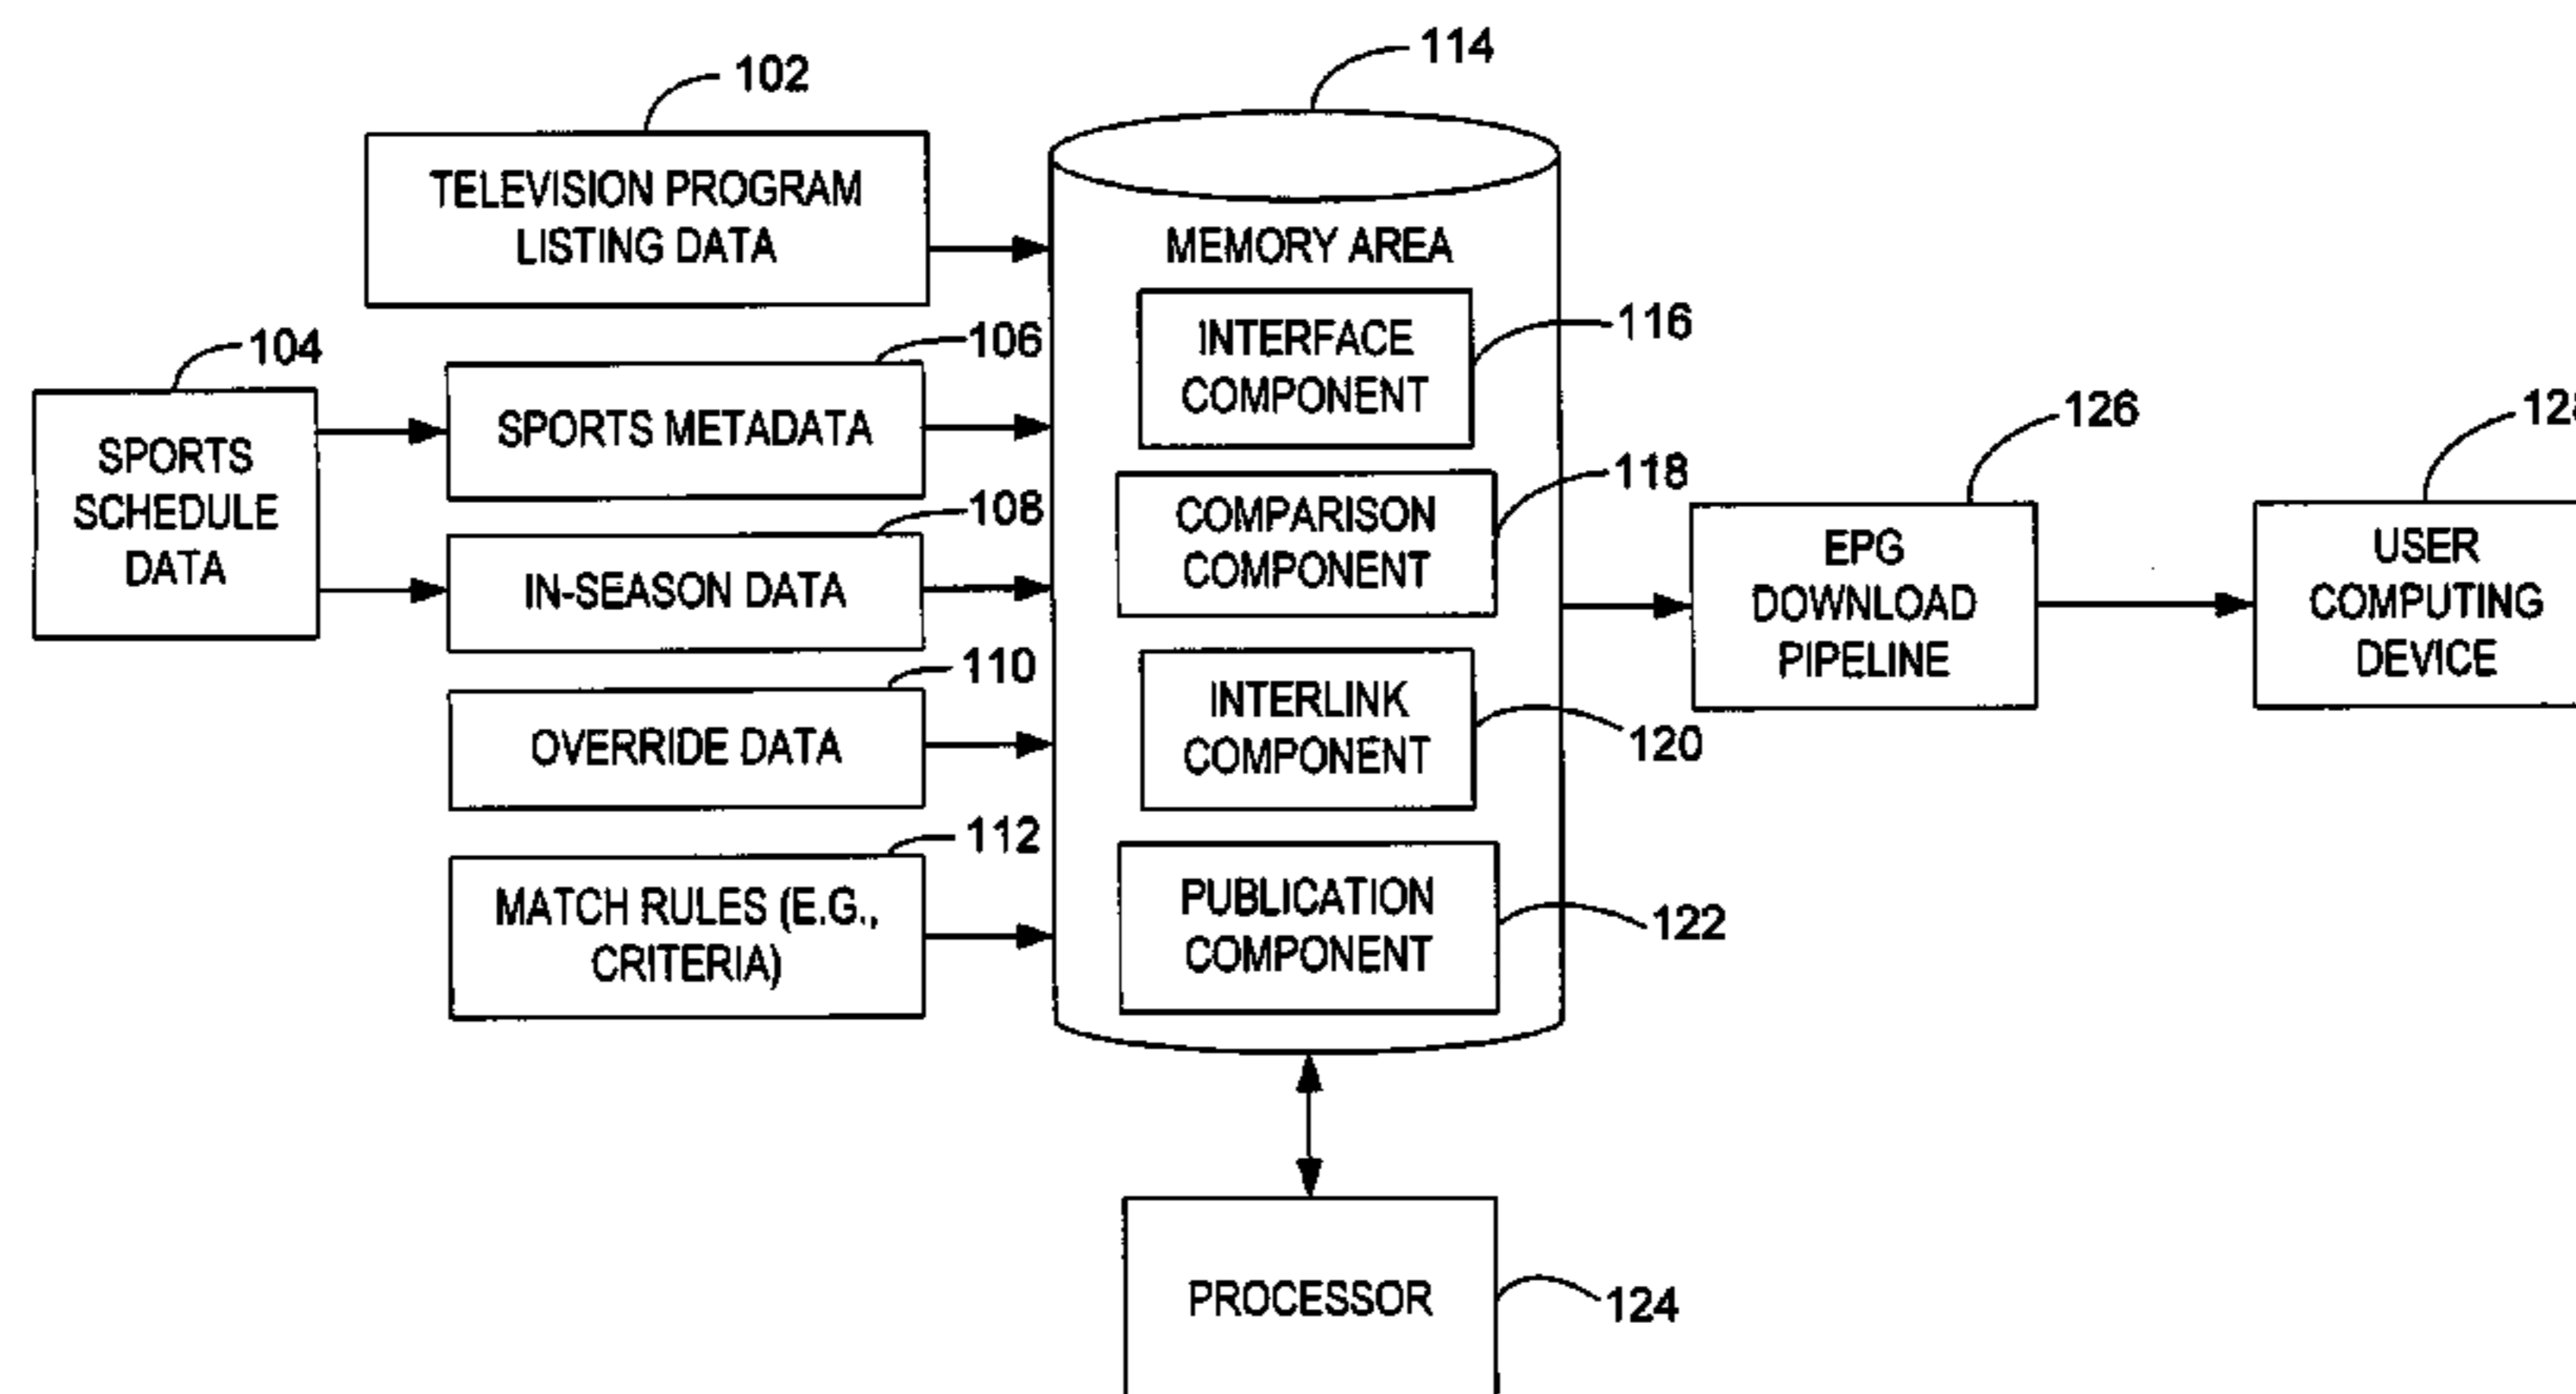 102
TELEVISION PROGRAM
LISTING DATA
104
SPORTS
SCHEDULE
DATA
106
SPORTS METADATA
108
IN-SEASON DATA
110
OVERRIDE DATA
112
MATCH RULES (E.G.,
CRITERIA)
114
MEMORY AREA
INTERFACE
COMPONENT
116
COMPARISON
COMPONENT
118
INTERLINK
COMPONENT
120
PUBLICATION
COMPONENT
122
PROCESSOR
124
126
EPG
DOWNLOAD
PIPELINE
USER
COMPUTING
DEVICE